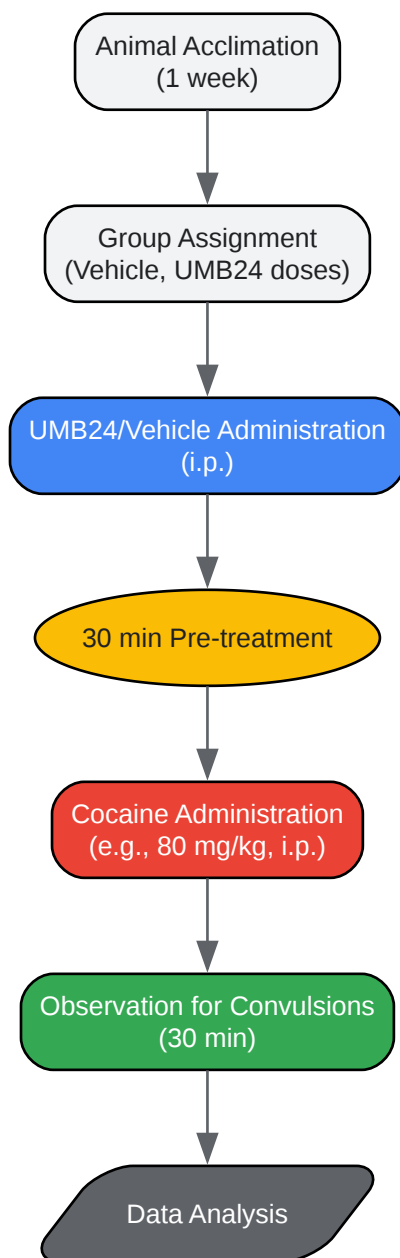 Animal Acclimation
(1 week)
Group Assignment
(Vehicle, UMB24 doses)
UMB24/Vehicle Administration
(i.p.)
30 min Pre-treatment
Cocaine Administration
(e.g., 80 mg/kg, i.p.)
Observation for Convulsions
(30 min)
Data Analysis